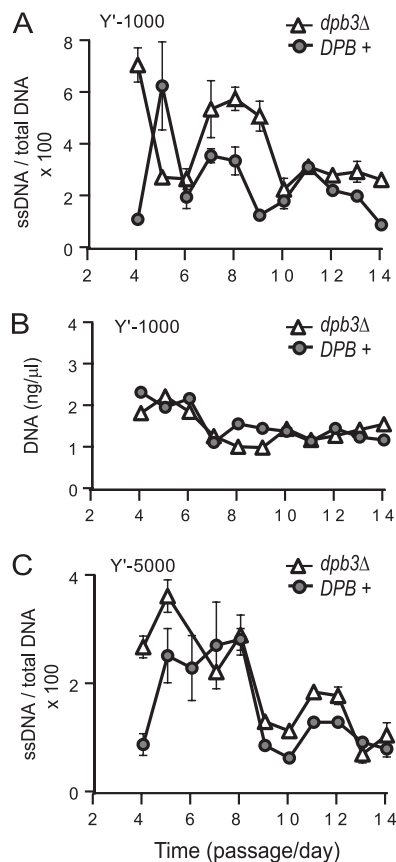 A
Y'-1000
dpb3Δ
DPB +
ssDNA / total DNA
x 100
8
6
4
2
0
2 4 6 8 10 12 14
B
Y'-1000
dpb3Δ
DPB +
DNA (ng/µl)
4
3
2
1
0
2 4 6 8 10 12 14
C
Y'-5000
dpb3Δ
DPB +
ssDNA / total DNA
x 100
4
2
0
2 4 6 8 10 12 14
Time (passage/day)